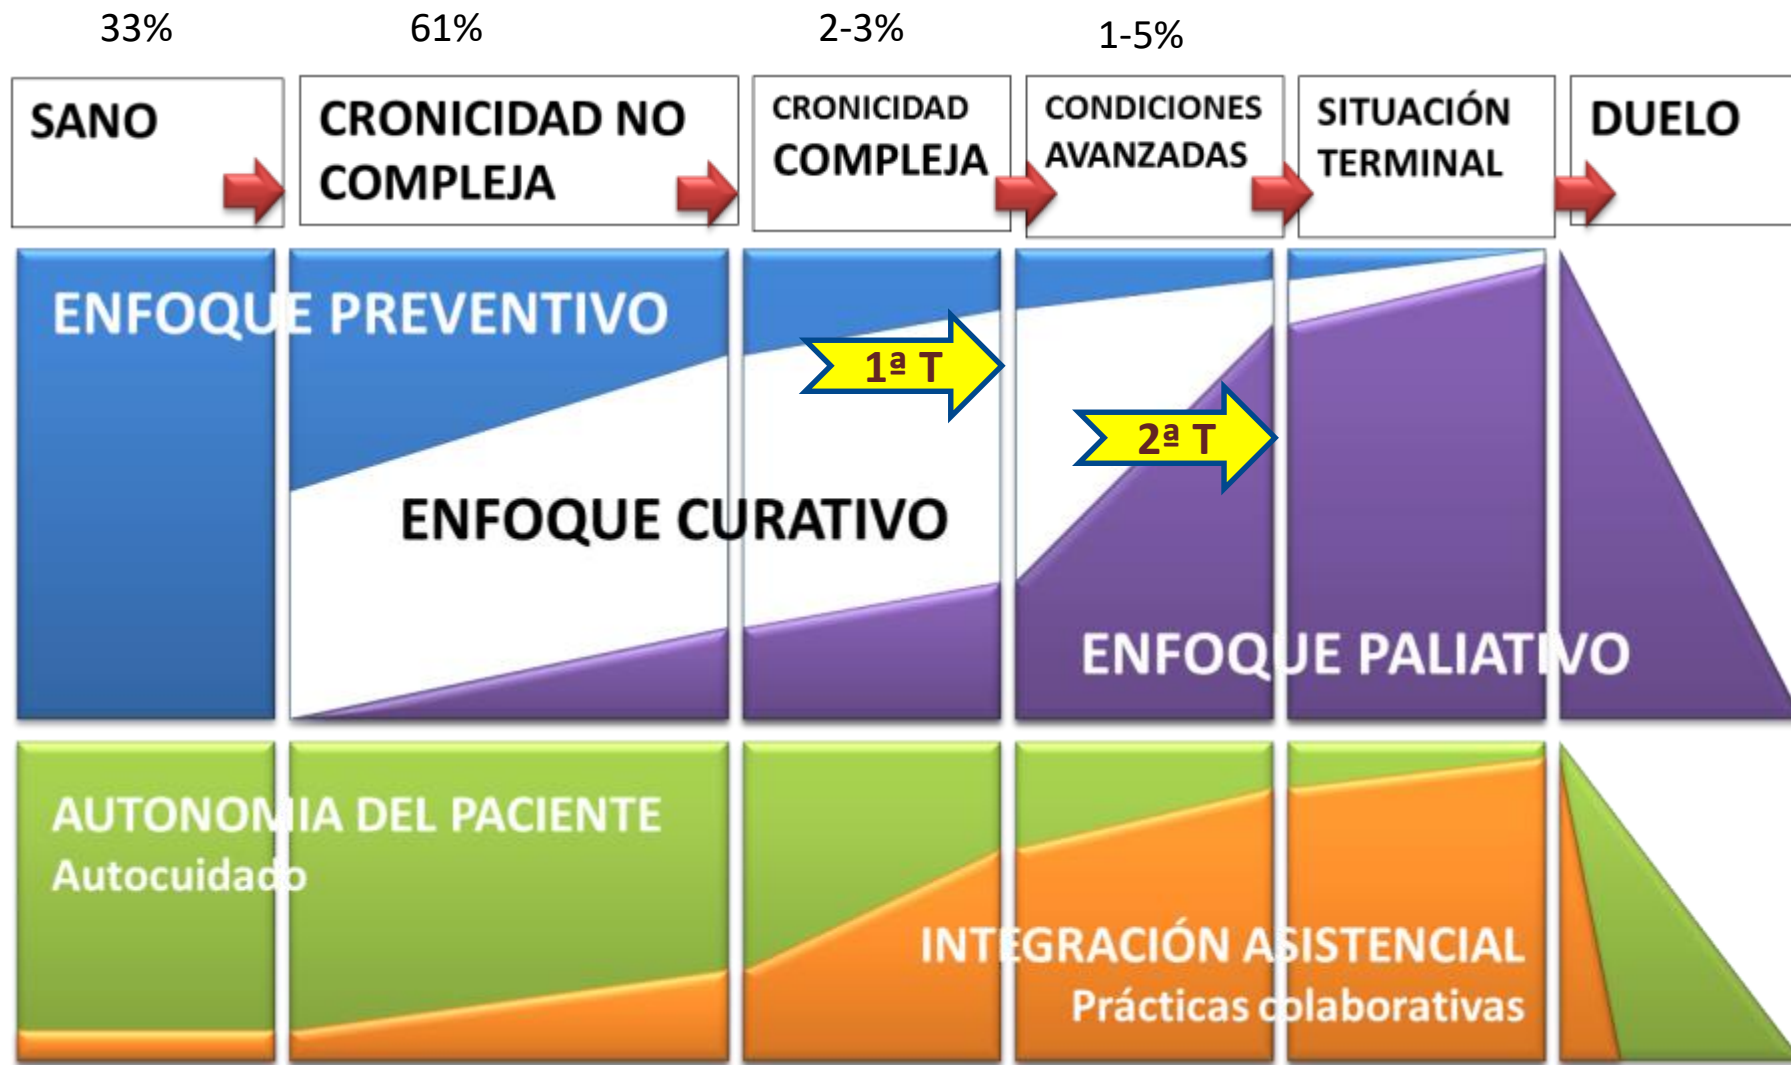 33%
61%
2-3%
1-5%
SANO
CRONICIDAD NO
COMPLEJA
CRONICIDAD
COMPLEJA
CONDICIONES
AVANZADAS
SITUACIÓN
TERMINAL
DUELO
ENFOQUE PREVENTIVO
1ª T
2ª T
ENFOQUE CURATIVO
ENFOQUE PALIATIVO
AUTONOMIA DEL PACIENTE
Autocuidado
INTEGRACIÓN ASISTENCIAL
Prácticas colaborativas